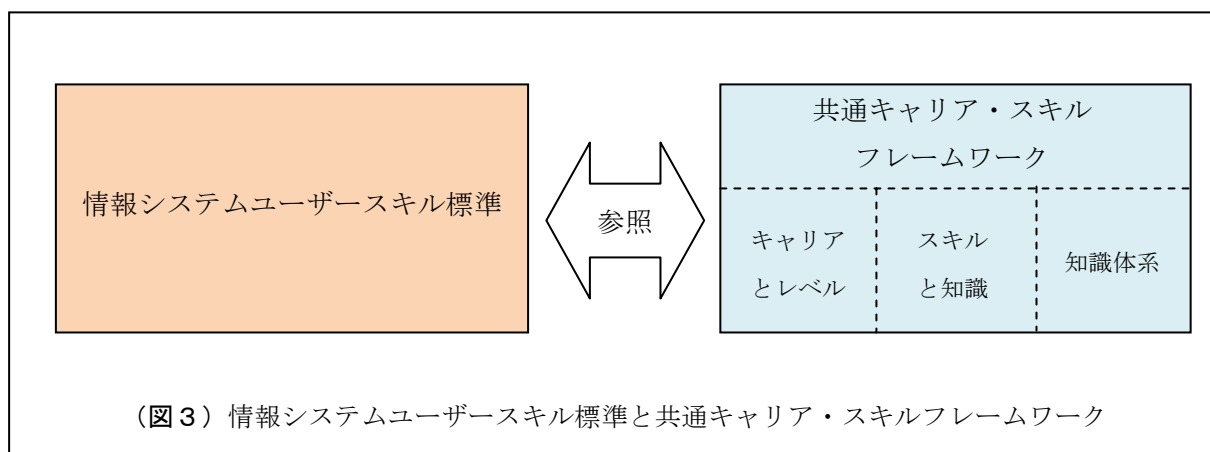 情報システムユーザースキル標準
参照
共通キャリア・スキル
フレームワーク
キャリア
とレベル
スキル
と知識
知識体系
（図３）情報システムユーザースキル標準と共通キャリア・スキルフレームワーク